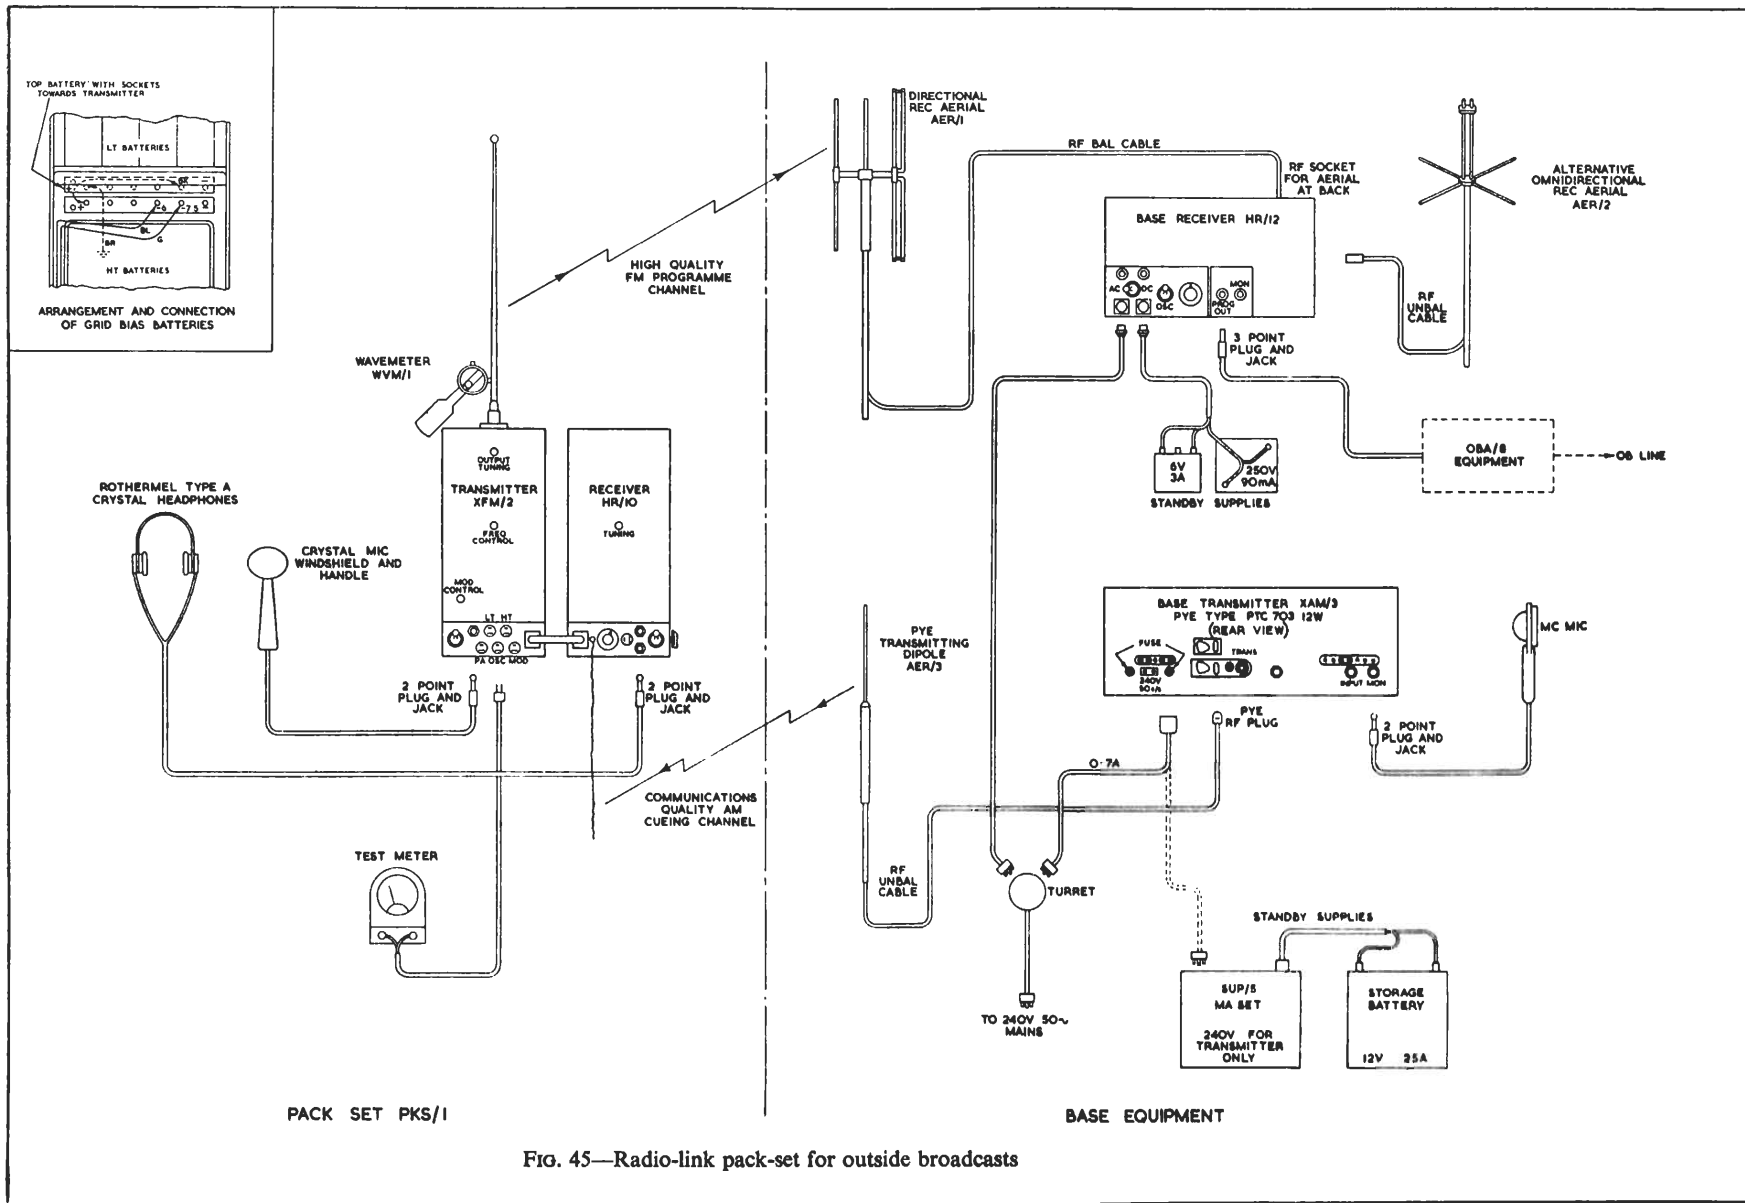 TOP BATTERY WITH SOCKETS
TOWARDS TRANSMITTER
LT BATTERIES
BK
O+
-6
-7.5
BL
G
BR
HT BATTERIES
ARRANGEMENT AND CONNECTION
OF GRID BIAS BATTERIES
WAVEMETER
WVM/1
HIGH QUALITY
FM PROGRAMME
CHANNEL
OUTPUT
TUNING
TRANSMITTER
XFM/2
FREQ
CONTROL
MOD
CONTROL
LT HT
PA OSC MOD
RECEIVER
HR/10
TUNING
ROTHERMEL TYPE A
CRYSTAL HEADPHONES
CRYSTAL MIC
WINDSHIELD AND
HANDLE
2 POINT
PLUG AND
JACK
2 POINT
PLUG AND
JACK
TEST METER
COMMUNICATIONS
QUALITY AM
CUEING CHANNEL
PACK SET PKS/1
DIRECTIONAL
REC AERIAL
AER/1
RF BAL CABLE
RF SOCKET
FOR AERIAL
AT BACK
BASE RECEIVER HR/12
AC
DC
OSC
MON
PROG
OUT
ALTERNATIVE
OMNIDIRECTIONAL
REC AERIAL
AER/2
RF
UNBAL
CABLE
3 POINT
PLUG AND
JACK
6V
3A
250V
90mA
STANDBY SUPPLIES
OBA/8
EQUIPMENT
OB LINE
PYE
TRANSMITTING
DIPOLE
AER/3
BASE TRANSMITTER XAM/3
PYE TYPE PTC 703 12W
(REAR VIEW)
FUSE
TRANS
240V
50~
INPUT MON
MC MIC
PYE
RF PLUG
2 POINT
PLUG AND
JACK
0·7A
RF
UNBAL
CABLE
TURRET
TO 240V 50~
MAINS
STANDBY SUPPLIES
SUP/5
MA SET
240V FOR
TRANSMITTER
ONLY
STORAGE
BATTERY
12V 25A
BASE EQUIPMENT
FIG. 45—Radio-link pack-set for outside broadcasts